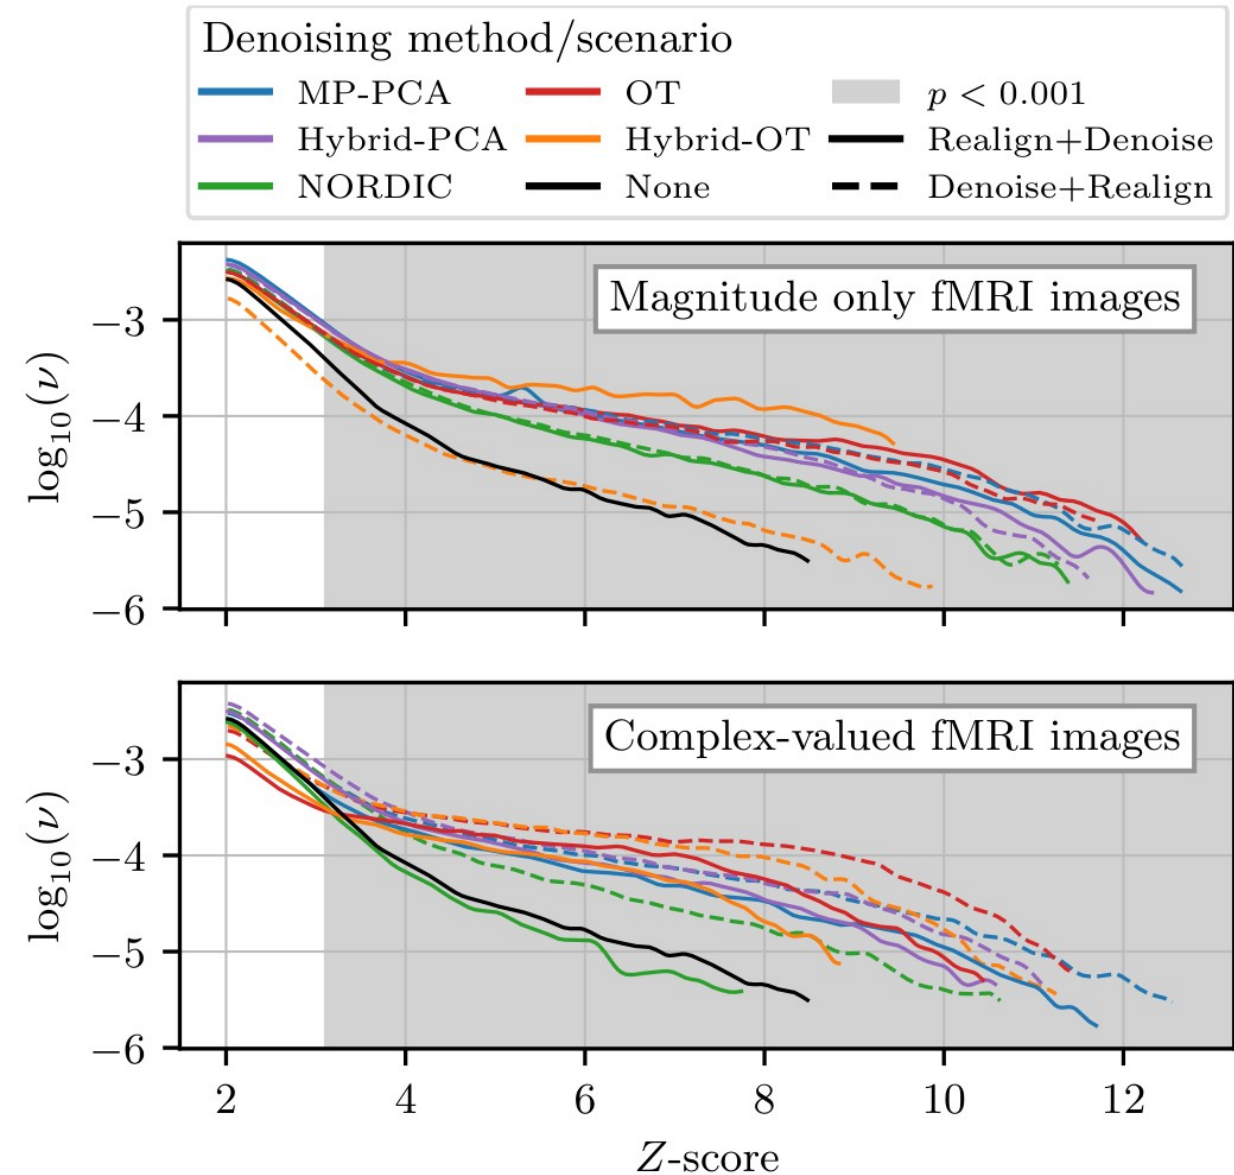 Denoising method/scenario
MP-PCA OT p < 0.001
Hybrid-PCA Hybrid-OT Realign+Denoise
NORDIC None Denoise+Realign
Magnitude only fMRI images
log₁₀(ν)
−3
−4
−5
−6
Complex-valued fMRI images
log₁₀(ν)
−3
−4
−5
−6
2 4 6 8 10 12
Z-score